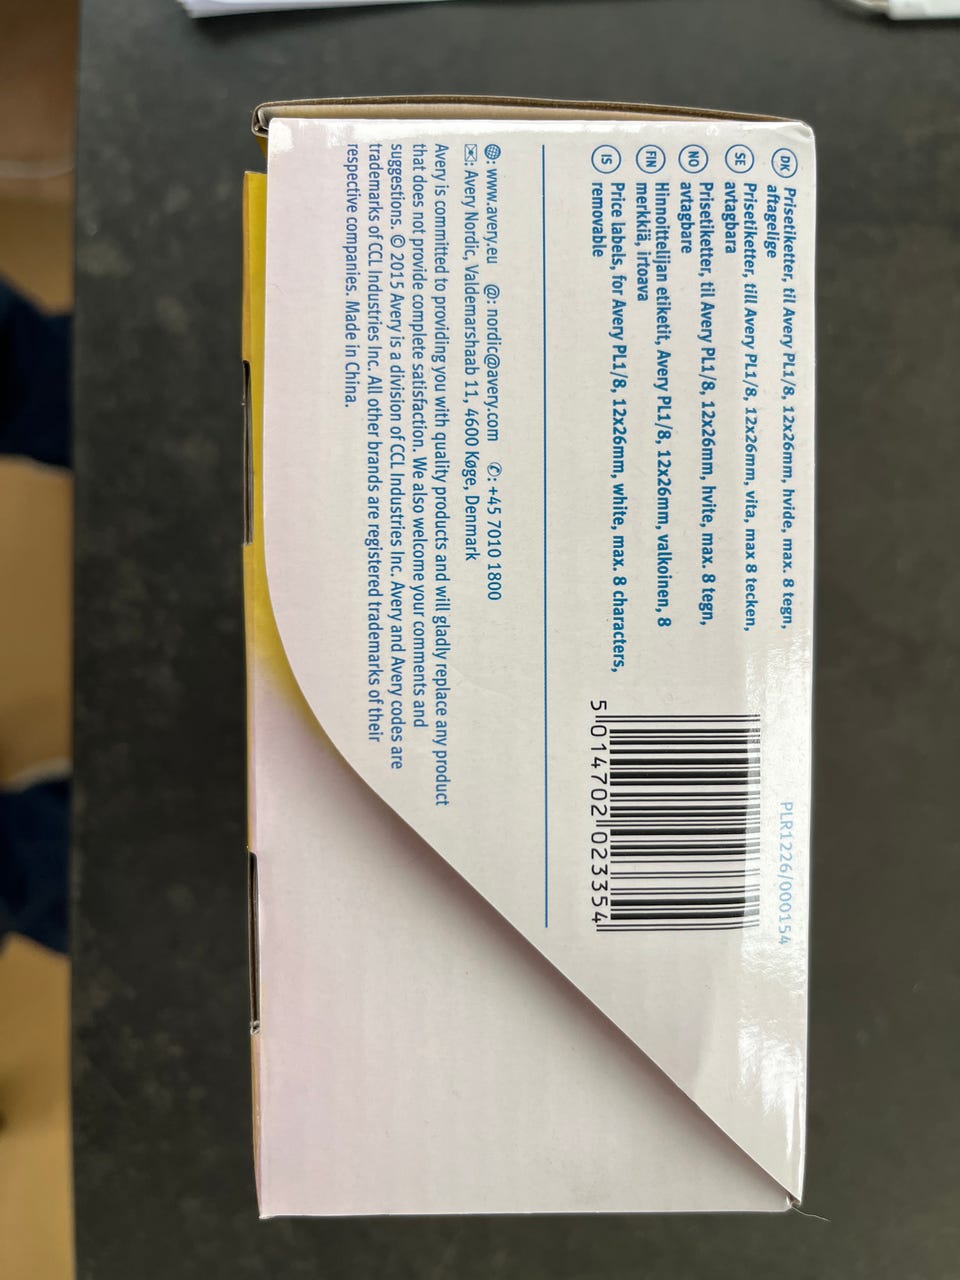 DK Prisetiketter, til Avery PL1/8, 12x26mm, hvide, max. 8 tegn,
aftagelige
SE Prisetiketter, till Avery PL1/8, 12x26mm, vita, max 8 tecken,
avtagbara
NO Prisetiketter, til Avery PL1/8, 12x26mm, hvite, max. 8 tegn,
avtagbare
FIN Hinnoittelijan etiketit, Avery PL1/8, 12x26mm, valkoinen, 8
merkkiä, irtoava
IS Price labels, for Avery PL1/8, 12x26mm, white, max. 8 characters,
removable
PLR1226/000154
5 014702 023354
: www.avery.eu @: nordic@avery.com ✆: +45 7010 1800
✉: Avery Nordic, Valdemarshaab 11, 4600 Køge, Denmark
Avery is committed to providing you with quality products and will gladly replace any product
that does not provide complete satisfaction. We also welcome your comments and
suggestions. © 2015 Avery is a division of CCL Industries Inc. Avery and Avery codes are
trademarks of CCL Industries Inc. All other brands are registered trademarks of their
respective companies. Made in China.